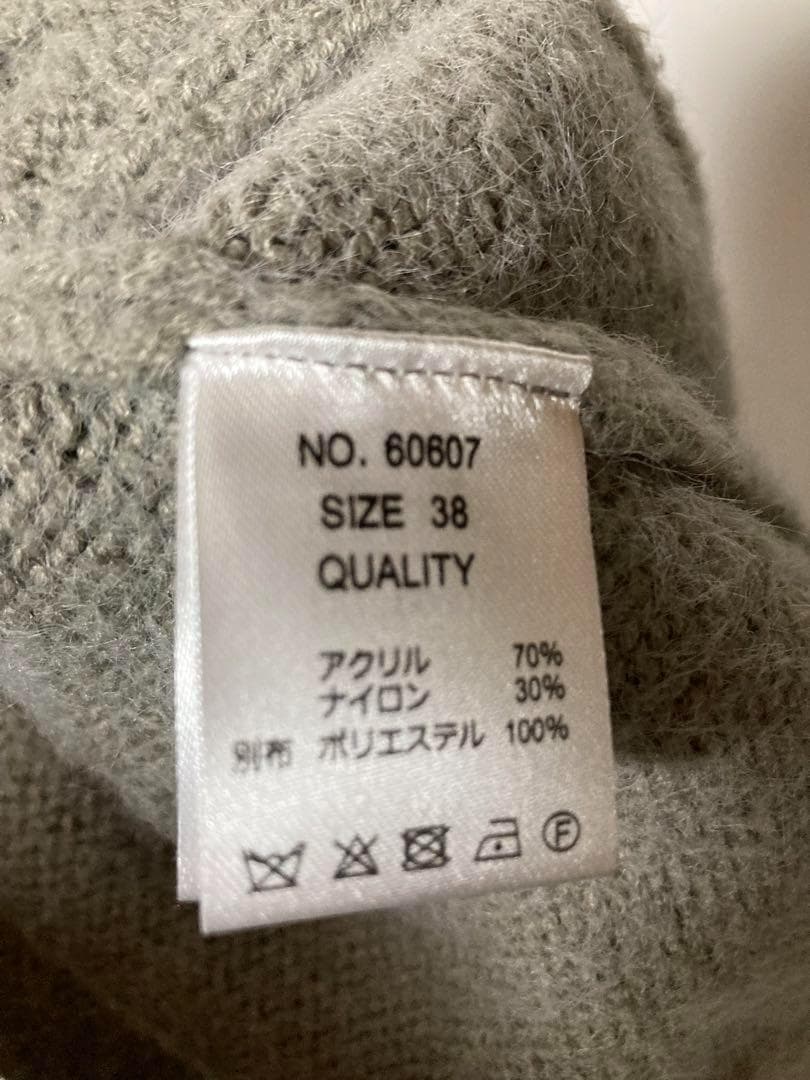 NO. 60607
SIZE 38
QUALITY
アクリル 70%
ナイロン 30%
別布 ポリエステル 100%
F